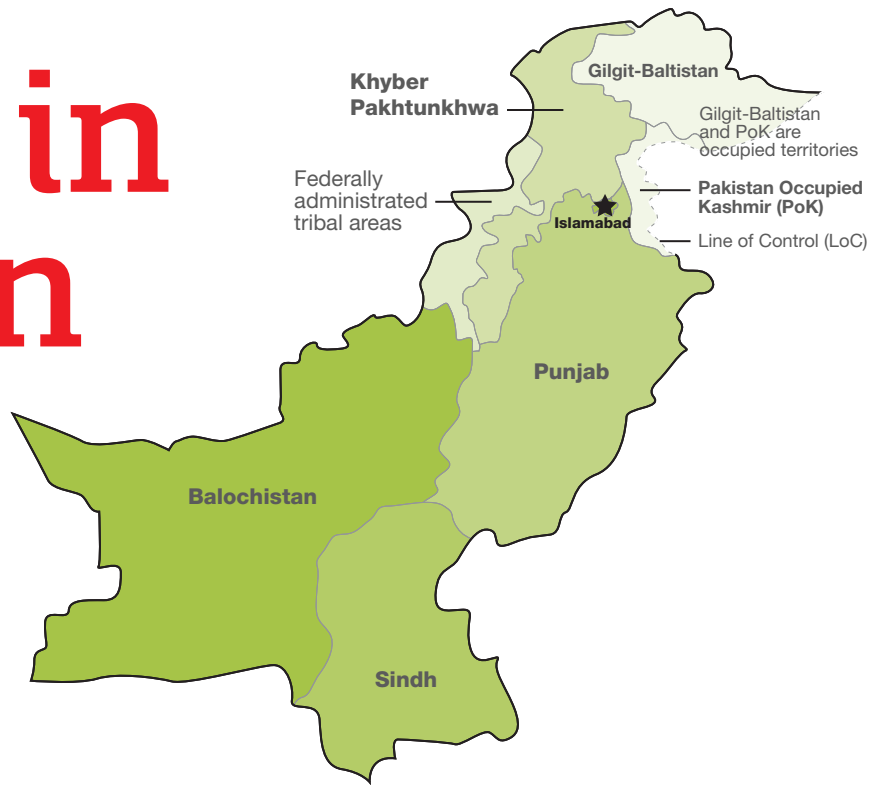 in
n
Khyber
Pakhtunkhwa
Gilgit-Baltistan
Gilgit-Baltistan
and PoK are
occupied territories
Federally
administrated
tribal areas
Pakistan Occupied
Kashmir (PoK)
Islamabad
Line of Control (LoC)
Punjab
Balochistan
Sindh